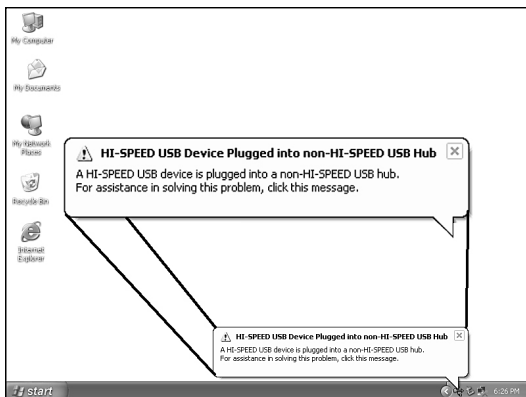 My Computer
My Documents
My Network
Places
Recycle Bin
Internet
Explorer
HI-SPEED USB Device Plugged into non-HI-SPEED USB Hub
A HI-SPEED USB device is plugged into a non-HI-SPEED USB hub.
For assistance in solving this problem, click this message.
HI-SPEED USB Device Plugged into non-HI-SPEED USB Hub
A HI-SPEED USB device is plugged into a non-HI-SPEED USB hub.
For assistance in solving this problem, click this message.
start
6:26 PM